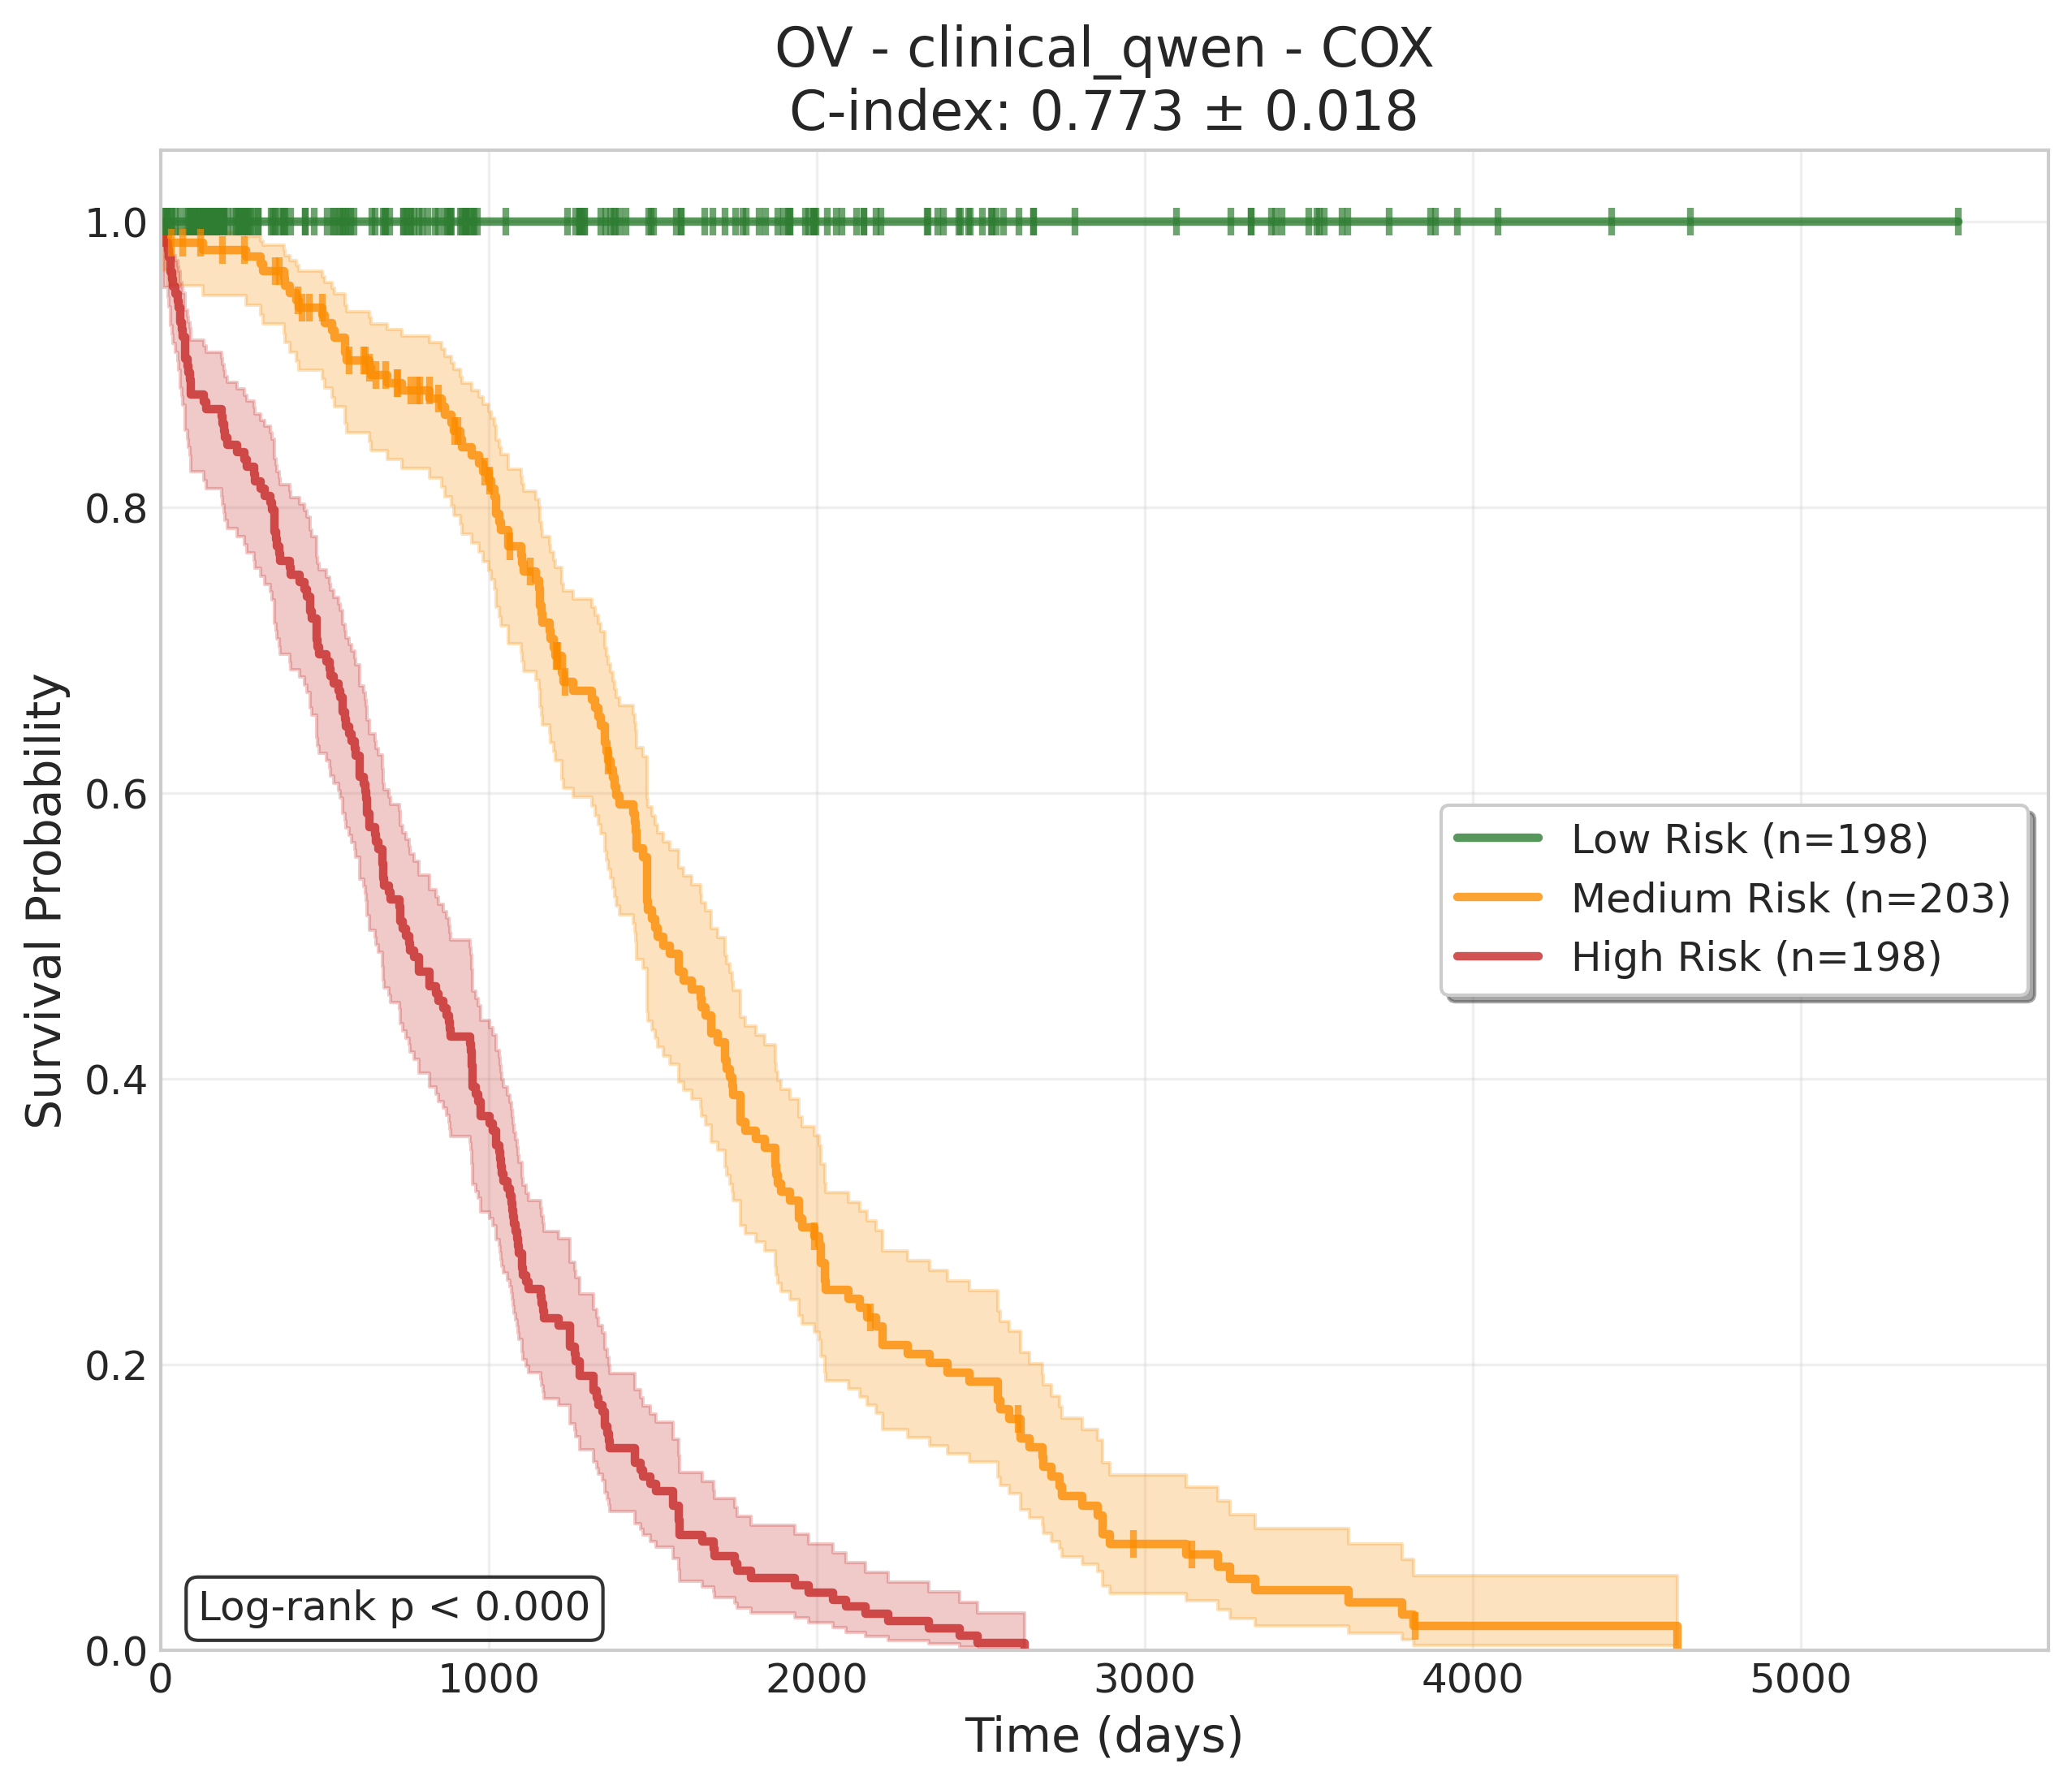 OV - clinical_qwen - COX
C-index: 0.773 ± 0.018
Survival Probability
1.0
0.8
0.6
0.4
0.2
0.0
Low Risk (n=198)
Medium Risk (n=203)
High Risk (n=198)
Log-rank p < 0.000
0 1000 2000 3000 4000 5000
Time (days)